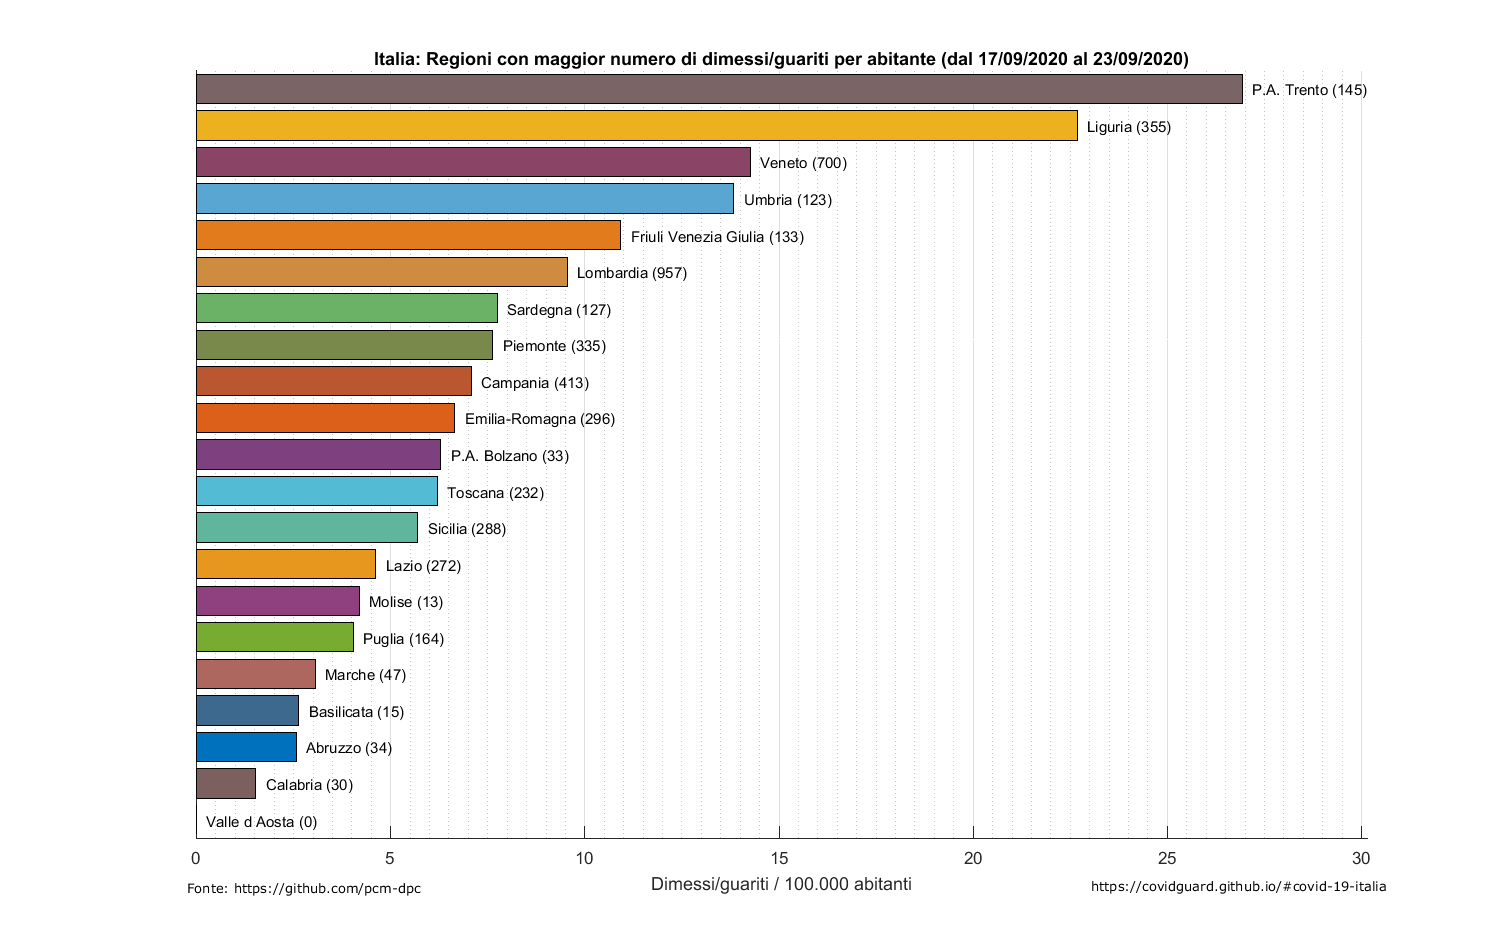 Italia: Regioni con maggior numero di dimessi/guariti per abitante (dal 17/09/2020 al 23/09/2020)
P.A. Trento (145)
Liguria (355)
Veneto (700)
Umbria (123)
Friuli Venezia Giulia (133)
Lombardia (957)
Sardegna (127)
Piemonte (335)
Campania (413)
Emilia-Romagna (296)
P.A. Bolzano (33)
Toscana (232)
Sicilia (288)
Lazio (272)
Molise (13)
Puglia (164)
Marche (47)
Basilicata (15)
Abruzzo (34)
Calabria (30)
Valle d Aosta (0)
0 5 10 15 20 25 30
Dimessi/guariti / 100.000 abitanti
Fonte: https://github.com/pcm-dpc
https://covidguard.github.io/#covid-19-italia